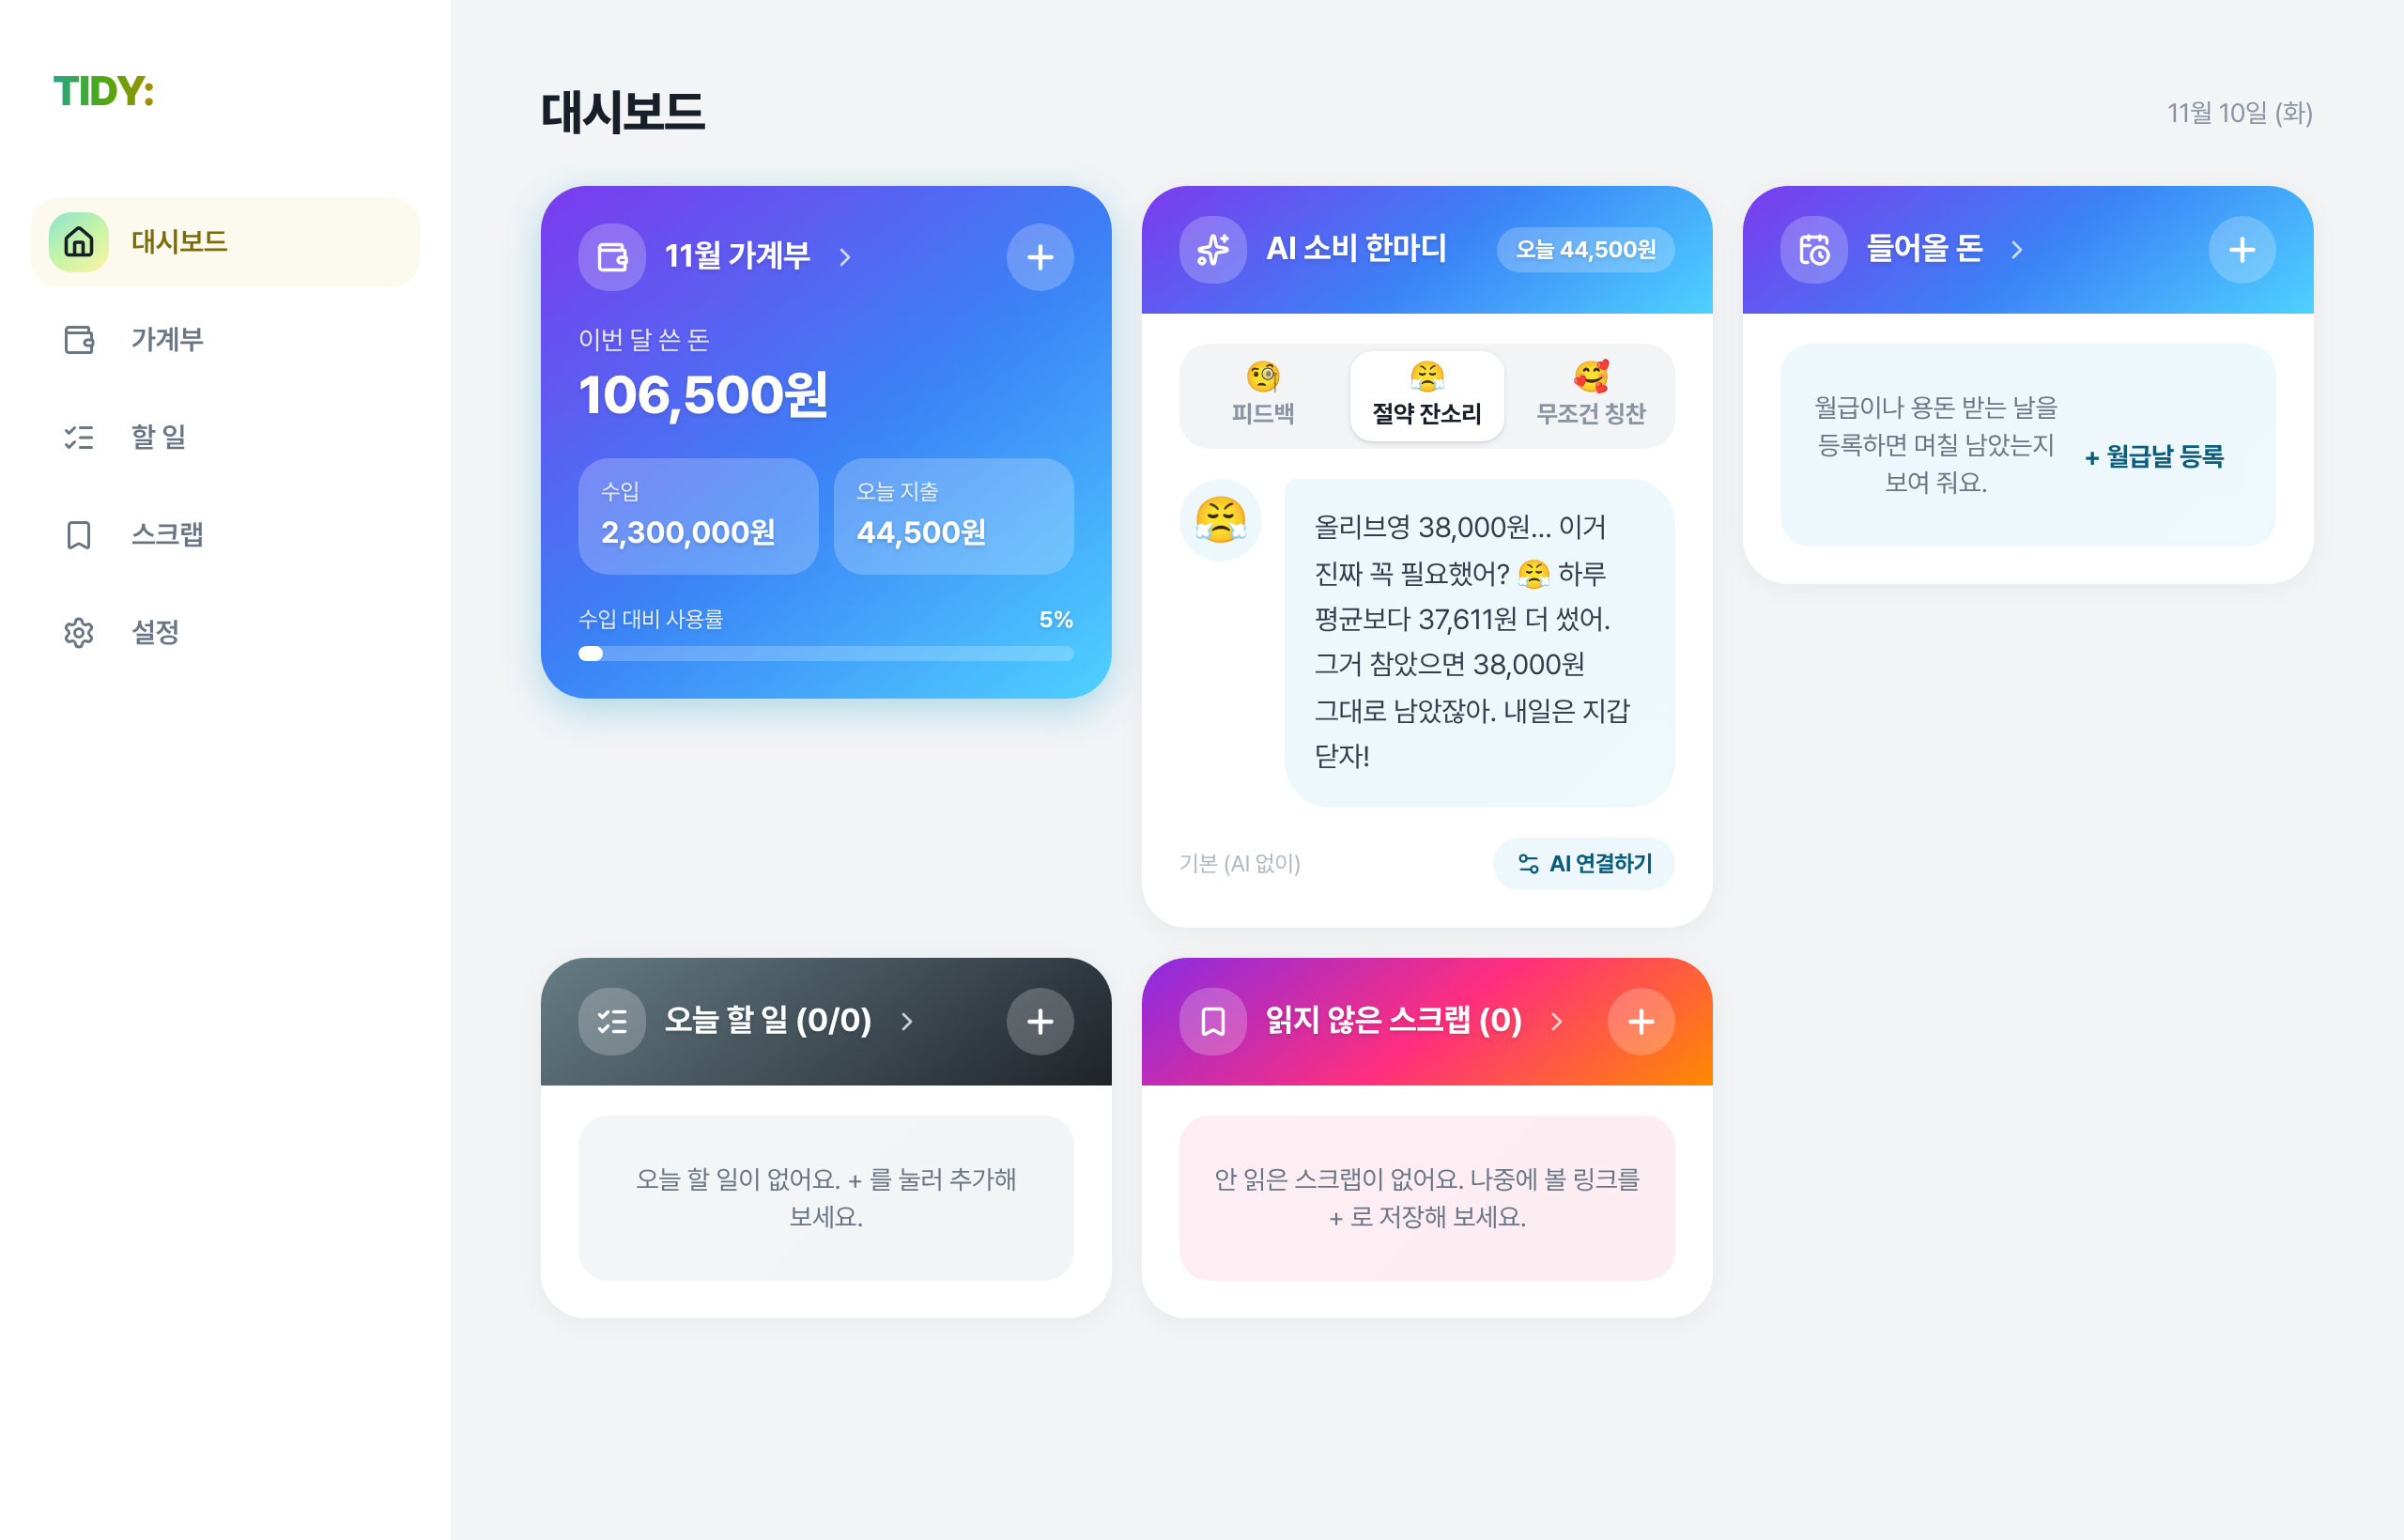 TIDY:
대시보드
가계부
할 일
스크랩
설정
대시보드
11월 10일 (화)
11월 가계부
이번 달 쓴 돈
106,500원
수입
2,300,000원
오늘 지출
44,500원
수입 대비 사용률
5%
AI 소비 한마디
오늘 44,500원
피드백
절약 잔소리
무조건 칭찬
올리브영 38,000원... 이거
진짜 꼭 필요했어? 😤 하루
평균보다 37,611원 더 썼어.
그거 참았으면 38,000원
그대로 남았잖아. 내일은 지갑
닫자!
기본 (AI 없이)
AI 연결하기
들어올 돈
월급이나 용돈 받는 날을
등록하면 며칠 남았는지
보여 줘요.
+ 월급날 등록
오늘 할 일 (0/0)
오늘 할 일이 없어요. + 를 눌러 추가해
보세요.
읽지 않은 스크랩 (0)
안 읽은 스크랩이 없어요. 나중에 볼 링크를
+ 로 저장해 보세요.